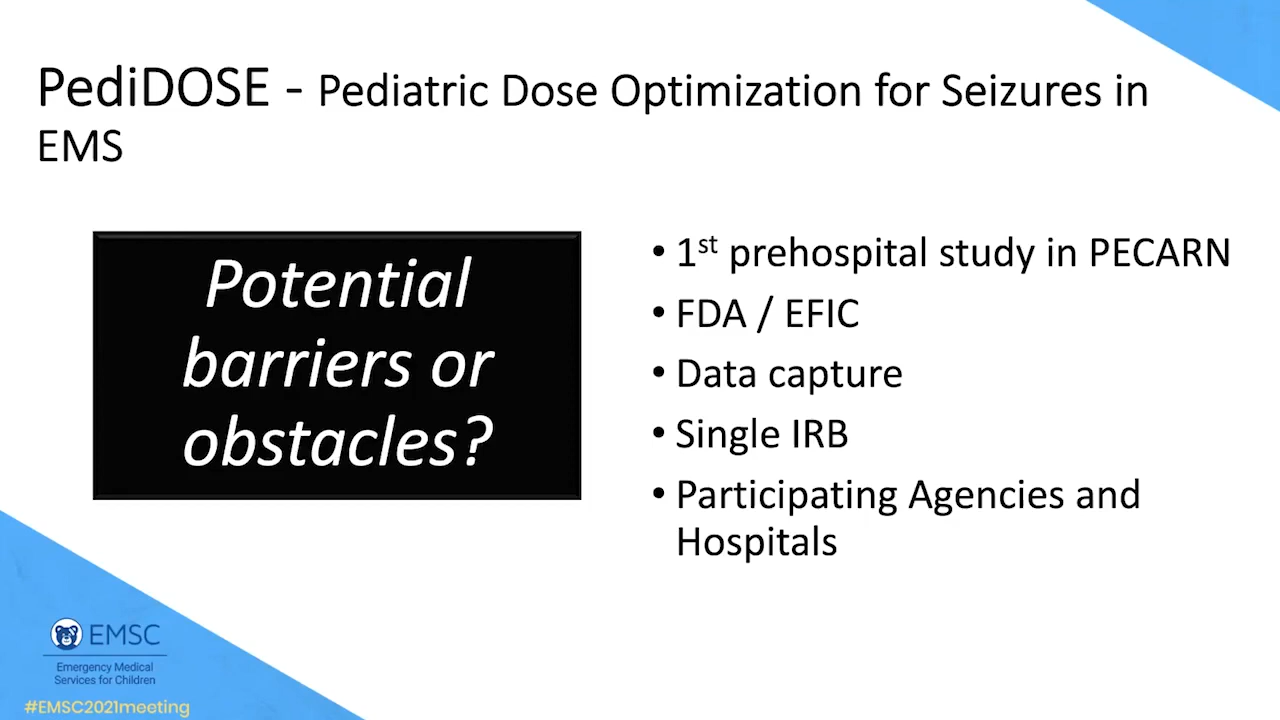 PediDOSE - Pediatric Dose Optimization for Seizures in
EMS
Potential
barriers or
obstacles?
• 1st prehospital study in PECARN
• FDA / EFIC
• Data capture
• Single IRB
• Participating Agencies and
Hospitals
EMSC
Emergency Medical
Services for Children
#EMSC2021meeting